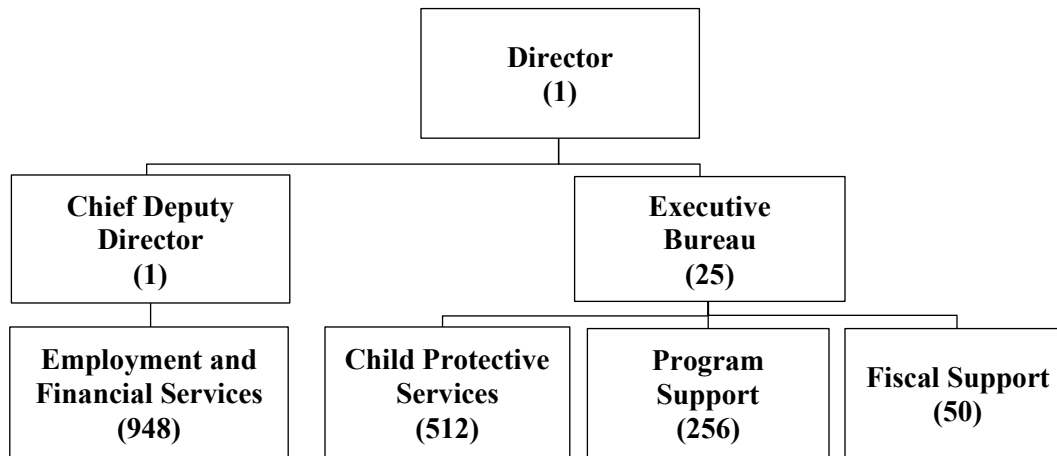 Director
(1)
Chief Deputy
Director
(1)
Executive
Bureau
(25)
Employment and
Financial Services
(948)
Child Protective
Services
(512)
Program
Support
(256)
Fiscal Support
(50)